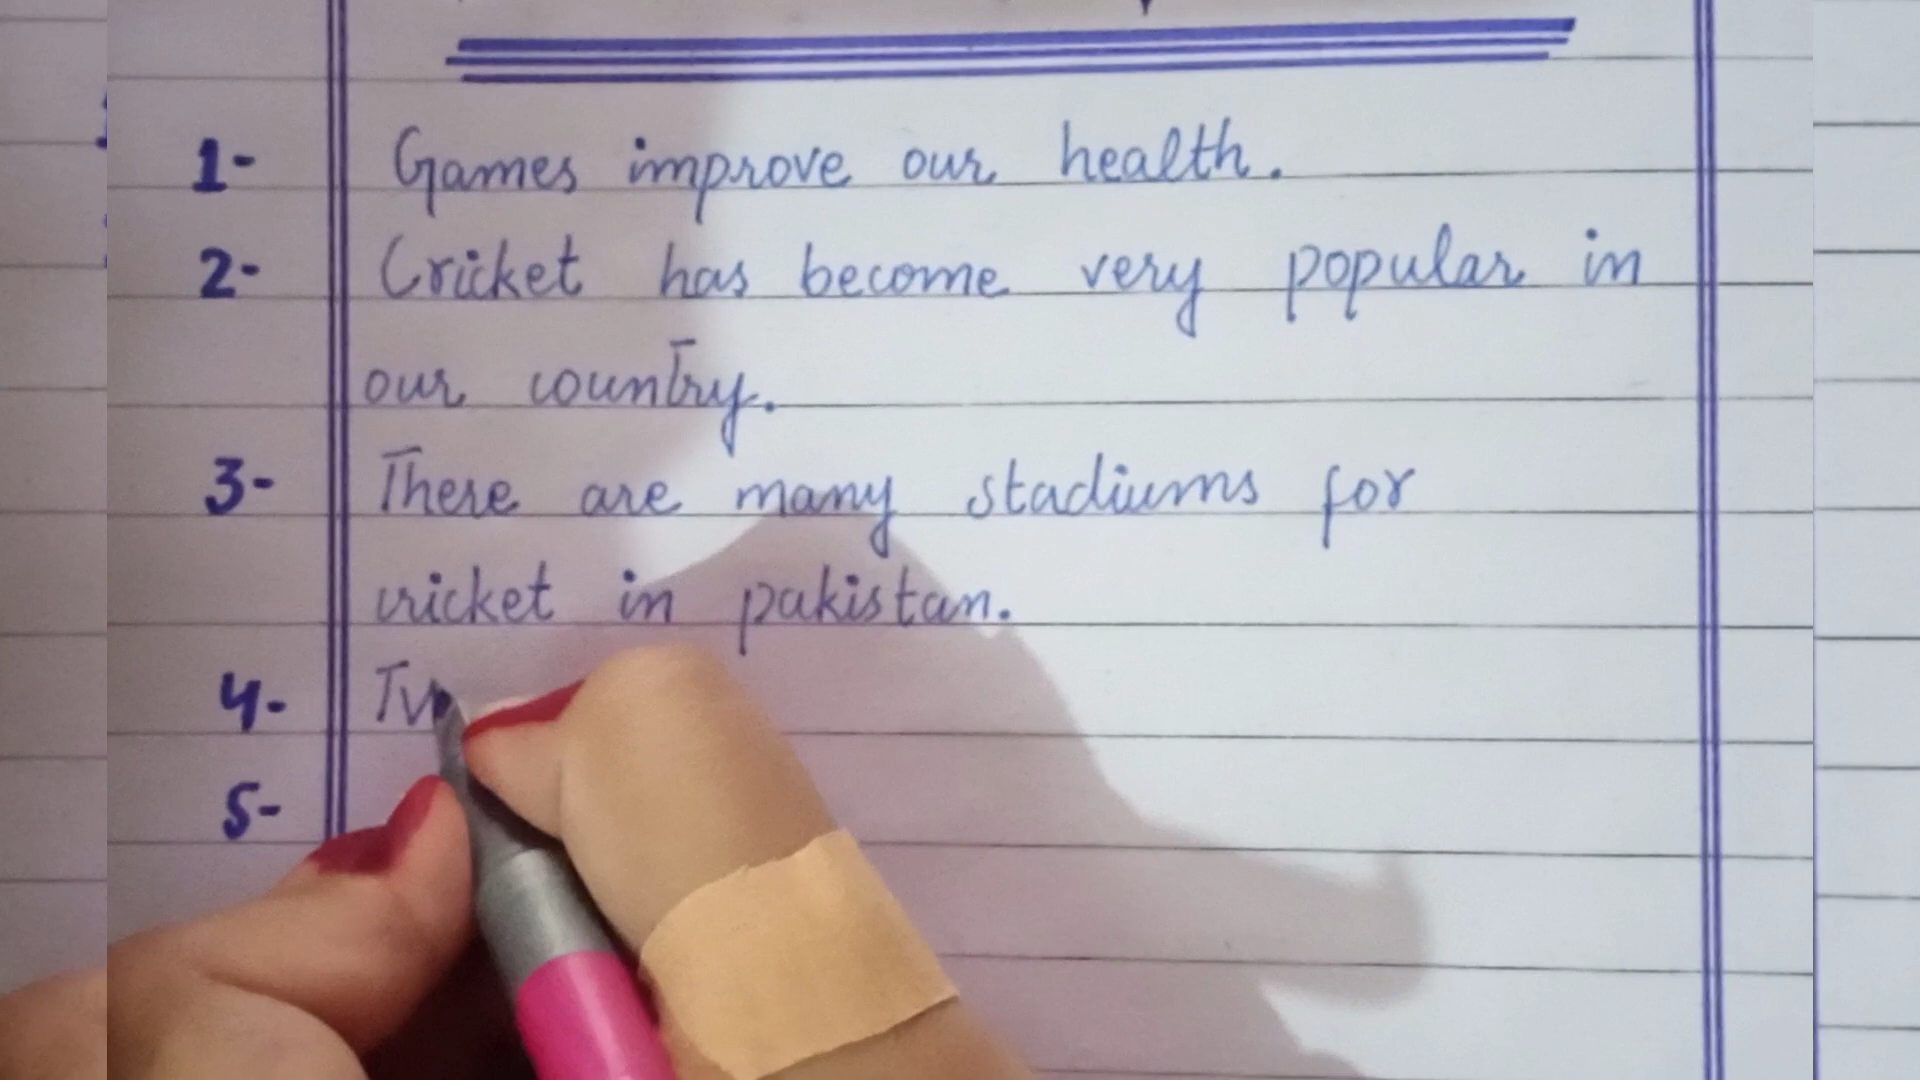 1- Games improve our health.
2- Cricket has become very popular in
our country.
3- There are many stadiums for
cricket in pakistan.
4-
5-